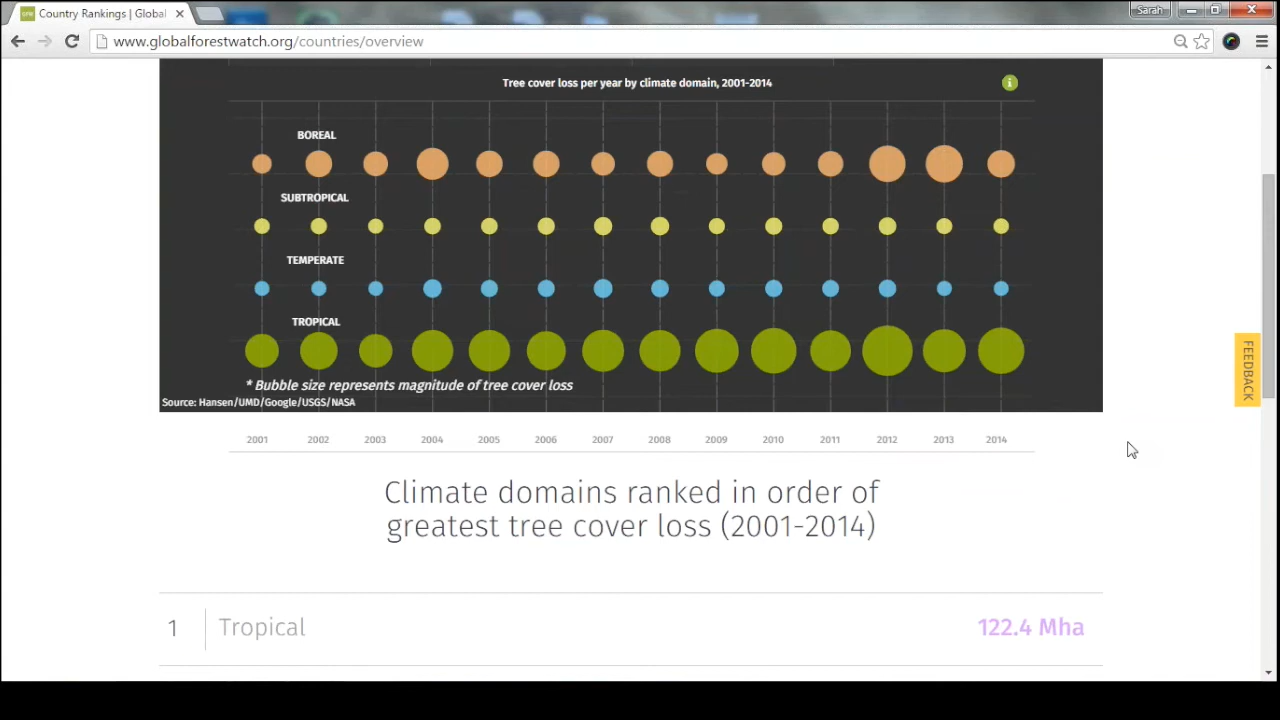 Country Rankings | Global
Sarah
www.globalforestwatch.org/countries/overview
Tree cover loss per year by climate domain, 2001-2014
i
BOREAL
SUBTROPICAL
TEMPERATE
TROPICAL
* Bubble size represents magnitude of tree cover loss
Source: Hansen/UMD/Google/USGS/NASA
FEEDBACK
2001 2002 2003 2004 2005 2006 2007 2008 2009 2010 2011 2012 2013 2014
Climate domains ranked in order of
greatest tree cover loss (2001-2014)
1 Tropical 122.4 Mha